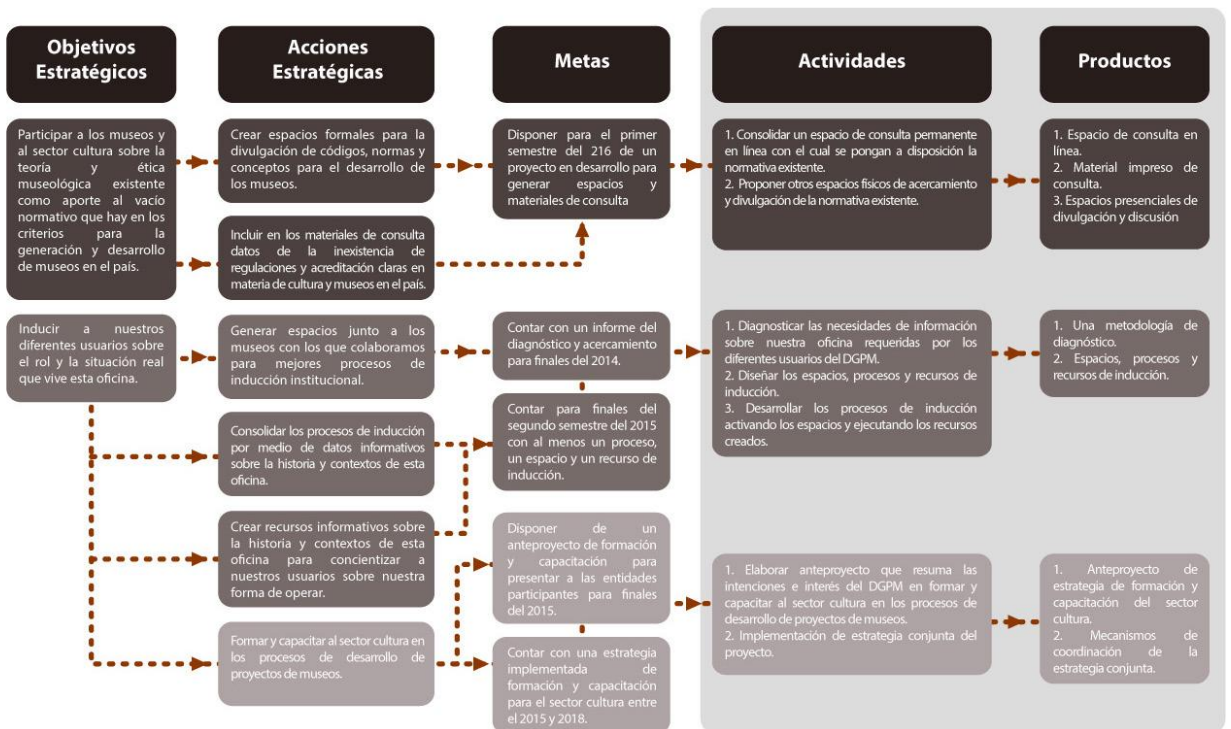 Objetivos
Estratégicos
Acciones
Estratégicas
Metas
Actividades
Productos
Participar a los museos y
al sector cultura sobre la
teoría y ética
museológica existente
como aporte al vacío
normativo que hay en los
criterios para la
generación y desarrollo
de museos en el país.
Crear espacios formales para la
divulgación de códigos, normas y
conceptos para el desarrollo de
los museos.
Incluir en los materiales de consulta
datos de la inexistencia de
regulaciones y acreditación claras en
materia de cultura y museos en el país.
Disponer para el primer
semestre del 216 de un
proyecto en desarrollo para
generar espacios y
materiales de consulta
1. Consolidar un espacio de consulta permanente
en línea con el cual se pongan a disposición la
normativa existente.
2. Proponer otros espacios físicos de acercamiento
y divulgación de la normativa existente.
1. Espacio de consulta en
línea.
2. Material impreso de
consulta.
3. Espacios presenciales de
divulgación y discusión
Inducir a nuestros
diferentes usuarios sobre
el rol y la situación real
que vive esta oficina.
Generar espacios junto a los
museos con los que colaboramos
para mejores procesos de
inducción institucional.
Consolidar los procesos de inducción
por medio de datos informativos
sobre la historia y contextos de esta
oficina.
Crear recursos informativos sobre
la historia y contextos de esta
oficina para concientizar a
nuestros usuarios sobre nuestra
forma de operar.
Formar y capacitar al sector cultura en
los procesos de desarrollo de
proyectos de museos.
Contar con un informe del
diagnóstico y acercamiento
para finales del 2014.
Contar para finales del
segundo semestre del 2015
con al menos un proceso,
un espacio y un recurso de
inducción.
Disponer de un
anteproyecto de formación
y capacitación para
presentar a las entidades
participantes para finales
del 2015.
Contar con una estrategia
implementada de
formación y capacitación
para el sector cultura entre
el 2015 y 2018.
1. Diagnosticar las necesidades de información
sobre nuestra oficina requeridas por los
diferentes usuarios del DGPM.
2. Diseñar los espacios, procesos y recursos de
inducción.
3. Desarrollar los procesos de inducción
activando los espacios y ejecutando los recursos
creados.
1. Una metodología de
diagnóstico.
2. Espacios, procesos y
recursos de inducción.
1. Elaborar anteproyecto que resuma las
intenciones e interés del DGPM en formar y
capacitar al sector cultura en los procesos de
desarrollo de proyectos de museos.
2. Implementación de estrategia conjunta del
proyecto.
1. Anteproyecto de
estrategia de formación y
capacitación del sector
cultura.
2. Mecanismos de
coordinación de la
estrategia conjunta.